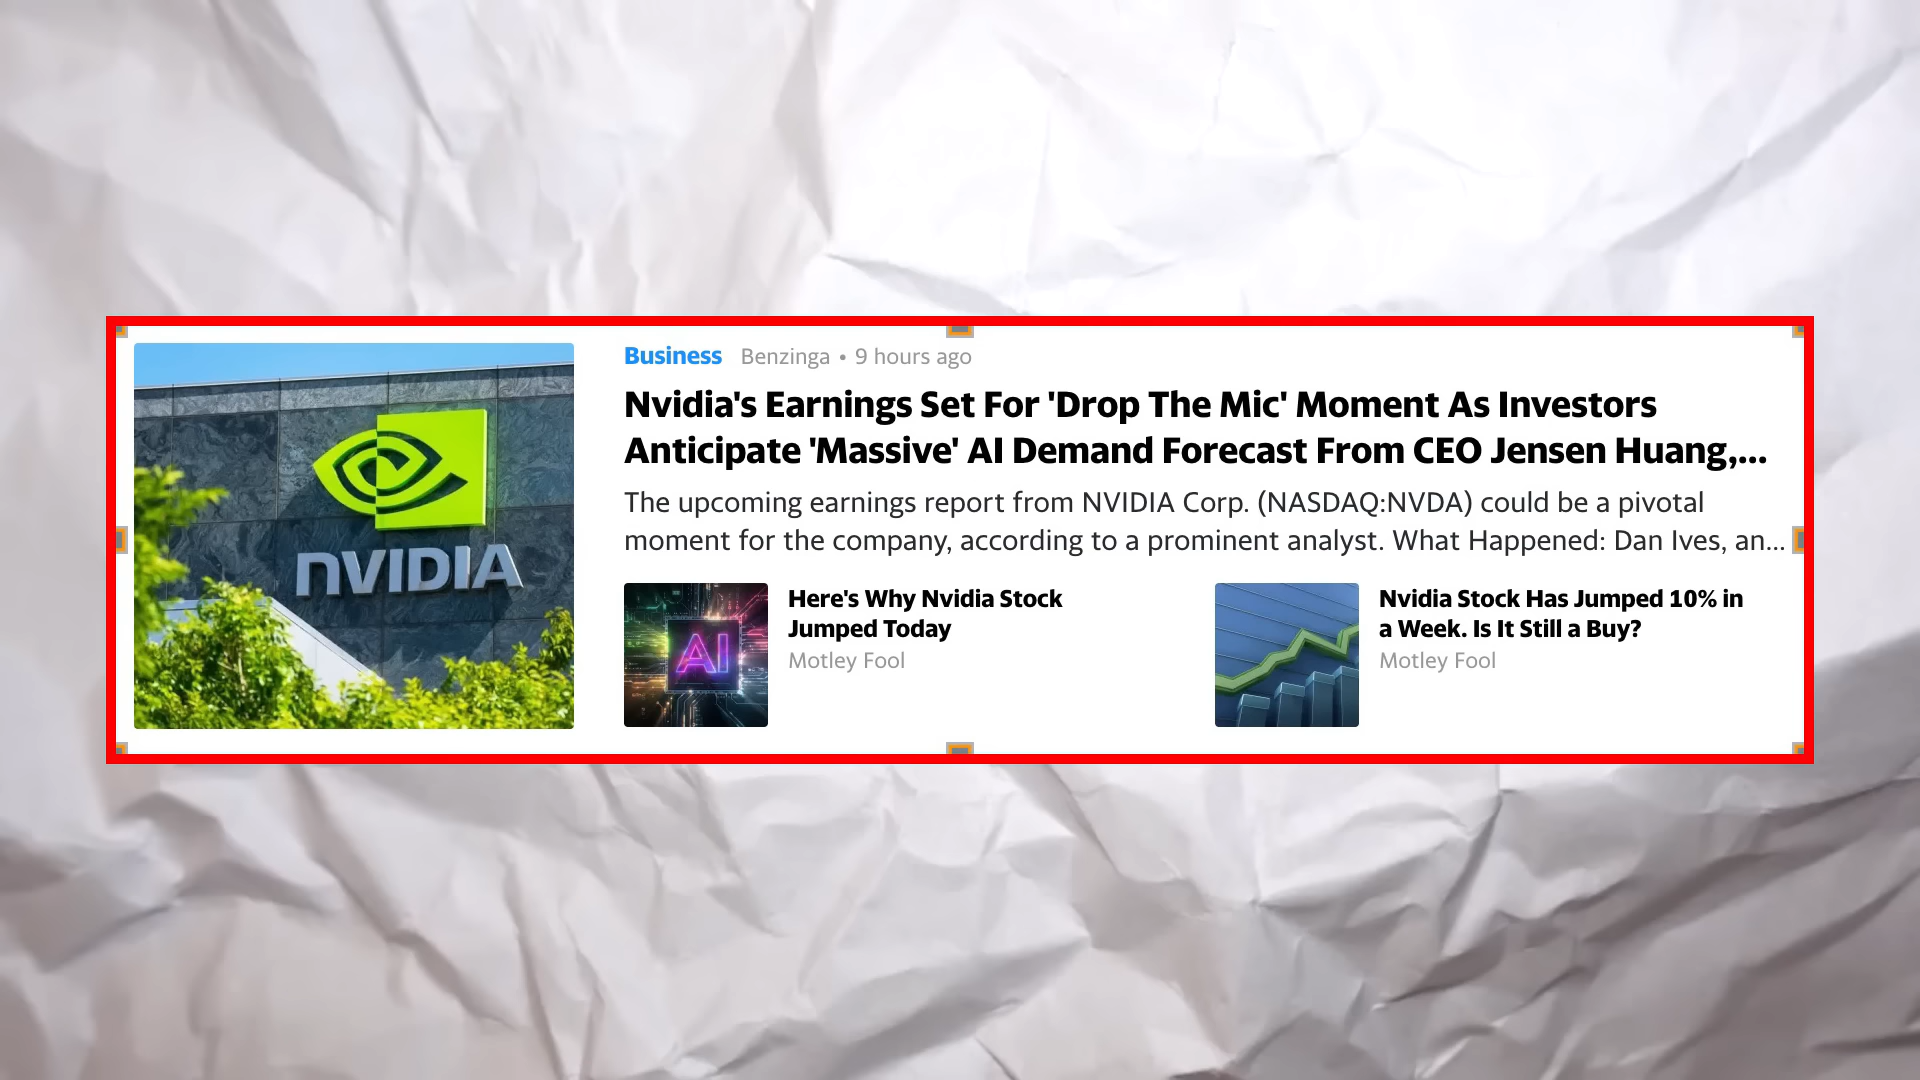 NVIDIA
Business Benzinga • 9 hours ago
Nvidia's Earnings Set For 'Drop The Mic' Moment As Investors
Anticipate 'Massive' AI Demand Forecast From CEO Jensen Huang,...
The upcoming earnings report from NVIDIA Corp. (NASDAQ:NVDA) could be a pivotal
moment for the company, according to a prominent analyst. What Happened: Dan Ives, an...
AI
Here's Why Nvidia Stock
Jumped Today
Motley Fool
Nvidia Stock Has Jumped 10% in
a Week. Is It Still a Buy?
Motley Fool